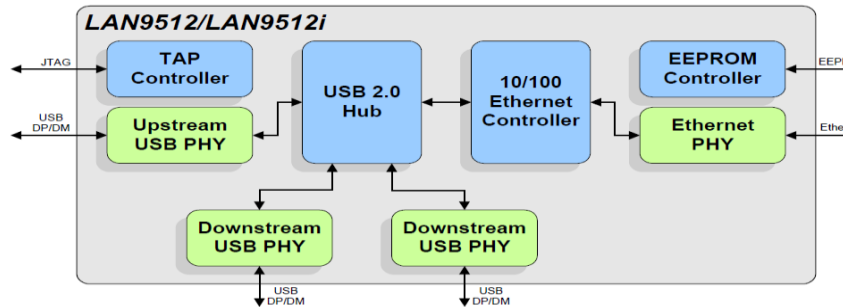 LAN9512/LAN9512i
JTAG
TAP
Controller
USB 2.0
Hub
10/100
Ethernet
Controller
EEPROM
Controller
USB
DP/DM
Upstream
USB PHY
Ethernet
PHY
Downstream
USB PHY
Downstream
USB PHY
USB
DP/DM
USB
DP/DM